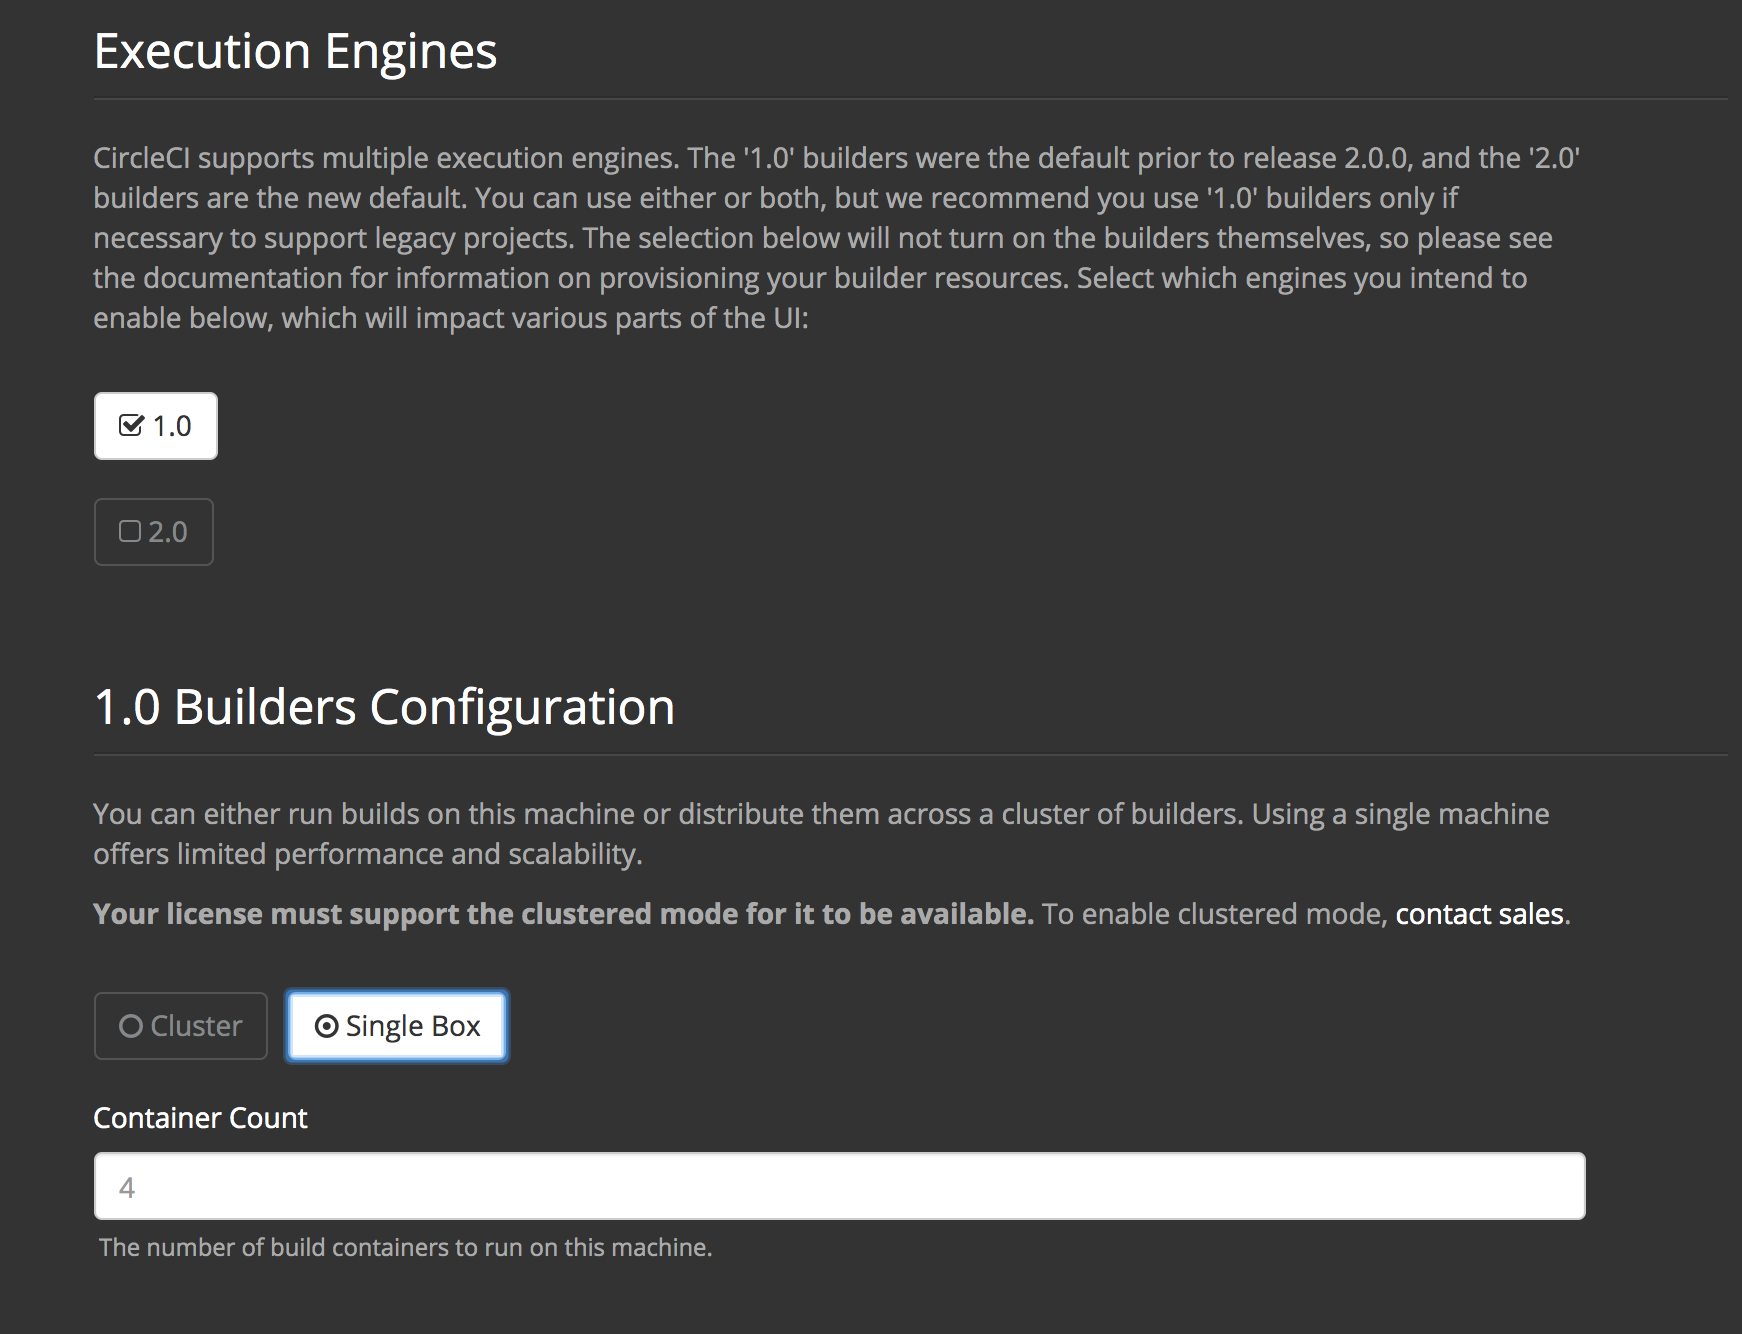 Execution Engines
CircleCI supports multiple execution engines. The '1.0' builders were the default prior to release 2.0.0, and the '2.0'
builders are the new default. You can use either or both, but we recommend you use '1.0' builders only if
necessary to support legacy projects. The selection below will not turn on the builders themselves, so please see
the documentation for information on provisioning your builder resources. Select which engines you intend to
enable below, which will impact various parts of the UI:
1.0
2.0
1.0 Builders Configuration
You can either run builds on this machine or distribute them across a cluster of builders. Using a single machine
offers limited performance and scalability.
Your license must support the clustered mode for it to be available. To enable clustered mode, contact sales.
Cluster Single Box
Container Count
4
The number of build containers to run on this machine.